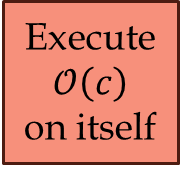 Execute
𝒪(c)
on itself